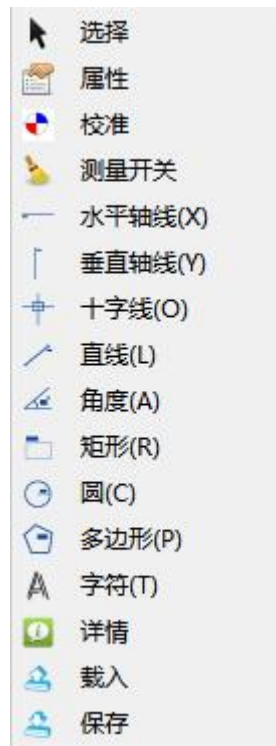 选择
属性
校准
测量开关
水平轴线(X)
垂直轴线(Y)
十字线(O)
直线(L)
角度(A)
矩形(R)
圆(C)
多边形(P)
字符(T)
详情
载入
保存